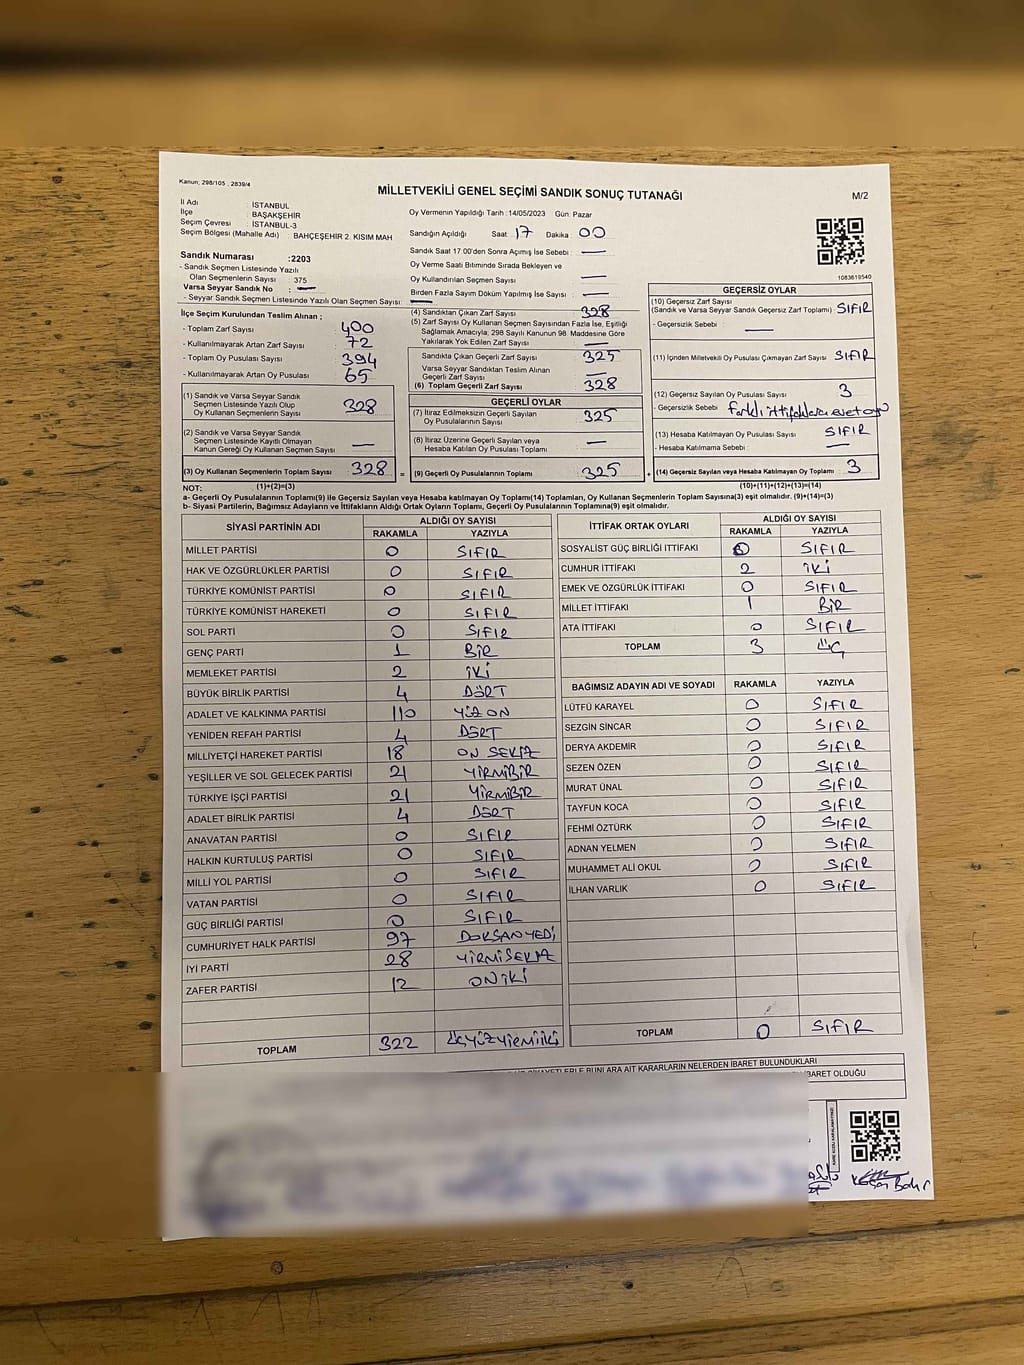 Kanun; 298/105 , 2839/4
MİLLETVEKİLİ GENEL SEÇİMİ SANDIK SONUÇ TUTANAĞI
M/2
İl Adı : İSTANBUL
İlçe : BAŞAKŞEHİR
Seçim Çevresi : İSTANBUL-3
Seçim Bölgesi (Mahalle Adı) : BAHÇEŞEHİR 2. KISIM MAH
Sandık Numarası :2203
- Sandık Seçmen Listesinde Yazılı
Olan Seçmenlerin Sayısı : 375
Varsa Seyyar Sandık No : —
- Seyyar Sandık Seçmen Listesinde Yazılı Olan Seçmen Sayısı: —
İlçe Seçim Kurulundan Teslim Alınan ;
- Toplam Zarf Sayısı : 400
- Kullanılmayarak Artan Zarf Sayısı : 72
- Toplam Oy Pusulası Sayısı : 394
- Kullanılmayarak Artan Oy Pusulası : 65
(1) Sandık ve Varsa Seyyar Sandık
Seçmen Listesinde Yazılı Olup
Oy Kullanan Seçmenlerin Sayısı 328
(2) Sandık ve Varsa Seyyar Sandık
Seçmen Listesinde Kayıtlı Olmayan
Kanun Gereği Oy Kullanan Seçmen Sayısı —
(3) Oy Kullanan Seçmenlerin Toplam Sayısı 328 =
(1)+(2)=(3)
Oy Vermenin Yapıldığı Tarih :14/05/2023 Gün: Pazar
Sandığın Açıldığı Saat : 17 Dakika : 00
Sandık Saat 17:00'den Sonra Açılmış İse Sebebi : —
Oy Verme Saati Bitiminde Sırada Bekleyen ve
Oy Kullandırılan Seçmen Sayısı : —
Birden Fazla Sayım Döküm Yapılmış İse Sayısı : —
(4) Sandıktan Çıkan Zarf Sayısı : 328
(5) Zarf Sayısı Oy Kullanan Seçmen Sayısından Fazla İse, Eşitliği
Sağlamak Amacıyla; 298 Sayılı Kanunun 98. Maddesine Göre
Yakılarak Yok Edilen Zarf Sayısı : —
Sandıkta Çıkan Geçerli Zarf Sayısı 325
Varsa Seyyar Sandıktan Teslim Alınan
Geçerli Zarf Sayısı —
(6) Toplam Geçerli Zarf Sayısı 328
GEÇERLİ OYLAR
(7) İtiraz Edilmeksizin Geçerli Sayılan
Oy Pusulalarının Sayısı 325
(8) İtiraz Üzerine Geçerli Sayılan veya
Hesaba Katılan Oy Pusulası Sayısı —
(9) Geçerli Oy Pusulalarının Toplamı 325 +
1083619540
GEÇERSİZ OYLAR
(10) Geçersiz Zarf Sayısı
(Sandık ve Varsa Seyyar Sandık Geçersiz Zarf Toplamı) : SIFIR
- Geçersizlik Sebebi : —
(11) İçinden Milletvekili Oy Pusulası Çıkmayan Zarf Sayısı : SIFIR
(12) Geçersiz Sayılan Oy Pusulası Sayısı : 3
- Geçersizlik Sebebi : Farklı ittifaklara evet oyu
(13) Hesaba Katılmayan Oy Pusulası Sayısı : SIFIR
- Hesaba Katılmama Sebebi : —
(14) Geçersiz Sayılan veya Hesaba Katılmayan Oy Toplamı : 3
(10)+(11)+(12)+(13)=(14)
NOT:
a- Geçerli Oy Pusulalarının Toplamı(9) ile Geçersiz Sayılan veya Hesaba katılmayan Oy Toplamı(14) Toplamları, Oy Kullanan Seçmenlerin Toplam Sayısına(3) eşit olmalıdır. (9)+(14)=(3)
b- Siyasi Partilerin, Bağımsız Adayların ve İttifakların Aldığı Ortak Oyların Toplamı, Geçerli Oy Pusulalarının Toplamına(9) eşit olmalıdır.
SİYASİ PARTİNİN ADI ALDIĞI OY SAYISI
RAKAMLA YAZIYLA
MİLLET PARTİSİ 0 SIFIR
HAK VE ÖZGÜRLÜKLER PARTİSİ 0 SIFIR
TÜRKİYE KOMÜNİST PARTİSİ 0 SIFIR
TÜRKİYE KOMÜNİST HAREKETİ 0 SIFIR
SOL PARTİ 0 SIFIR
GENÇ PARTİ 1 BİR
MEMLEKET PARTİSİ 2 İKİ
BÜYÜK BİRLİK PARTİSİ 4 DÖRT
ADALET VE KALKINMA PARTİSİ 110 YÜZ ON
YENİDEN REFAH PARTİSİ 4 DÖRT
MİLLİYETÇİ HAREKET PARTİSİ 18 ON SEKİZ
YEŞİLLER VE SOL GELECEK PARTİSİ 21 YİRMİBİR
TÜRKİYE İŞÇİ PARTİSİ 21 YİRMİBİR
ADALET BİRLİK PARTİSİ 4 DÖRT
ANAVATAN PARTİSİ 0 SIFIR
HALKIN KURTULUŞ PARTİSİ 0 SIFIR
MİLLİ YOL PARTİSİ 0 SIFIR
VATAN PARTİSİ 0 SIFIR
GÜÇ BİRLİĞİ PARTİSİ 0 SIFIR
CUMHURİYET HALK PARTİSİ 97 DOKSAN YEDİ
İYİ PARTİ 28 YİRMİSEKİZ
ZAFER PARTİSİ 12 ONİKİ
TOPLAM 322 ÜÇYÜZYİRMİİKİ
İTTİFAK ORTAK OYLARI ALDIĞI OY SAYISI
RAKAMLA YAZIYLA
SOSYALİST GÜÇ BİRLİĞİ İTTİFAKI 0 SIFIR
CUMHUR İTTİFAKI 2 İKİ
EMEK VE ÖZGÜRLÜK İTTİFAKI 0 SIFIR
MİLLET İTTİFAKI 1 BİR
ATA İTTİFAKI 0 SIFIR
TOPLAM 3 ÜÇ
BAĞIMSIZ ADAYIN ADI VE SOYADI RAKAMLA YAZIYLA
LÜTFÜ KARAYEL 0 SIFIR
SEZGİN SİNCAR 0 SIFIR
DERYA AKDEMİR 0 SIFIR
SEZEN ÖZEN 0 SIFIR
MURAT ÜNAL 0 SIFIR
TAYFUN KOCA 0 SIFIR
FEHMİ ÖZTÜRK 0 SIFIR
ADNAN YELMEN 0 SIFIR
MUHAMMET ALİ OKUL 0 SIFIR
İLHAN VARLIK 0 SIFIR
TOPLAM 0 SIFIR
BUNLARA AİT KARARLARIN NELERDEN İBARET BULUNDUKLARI
İBARET OLDUĞU